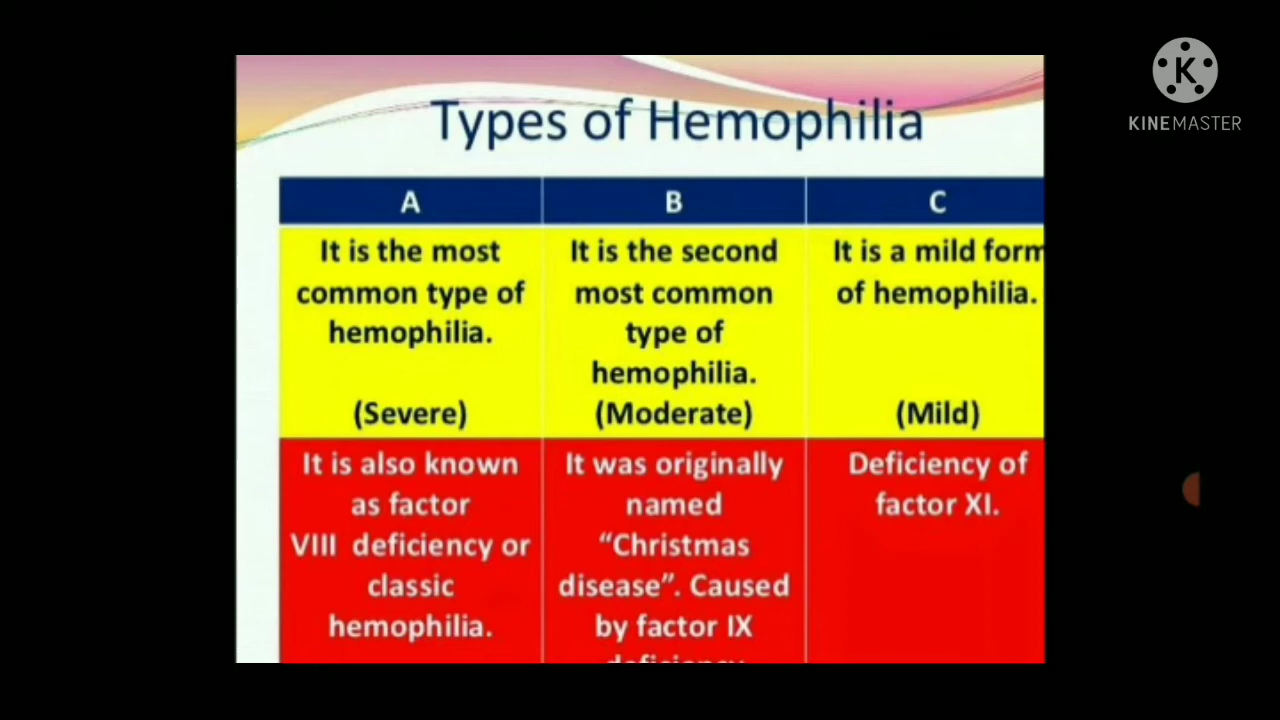 Types of Hemophilia
A
B
C
It is the most
common type of
hemophilia.
(Severe)
It is the second
most common
type of
hemophilia.
(Moderate)
It is a mild form
of hemophilia.
(Mild)
It is also known
as factor
VIII deficiency or
classic
hemophilia.
It was originally
named
“Christmas
disease”. Caused
by factor IX
Deficiency of
factor XI.
K
KINEMASTER